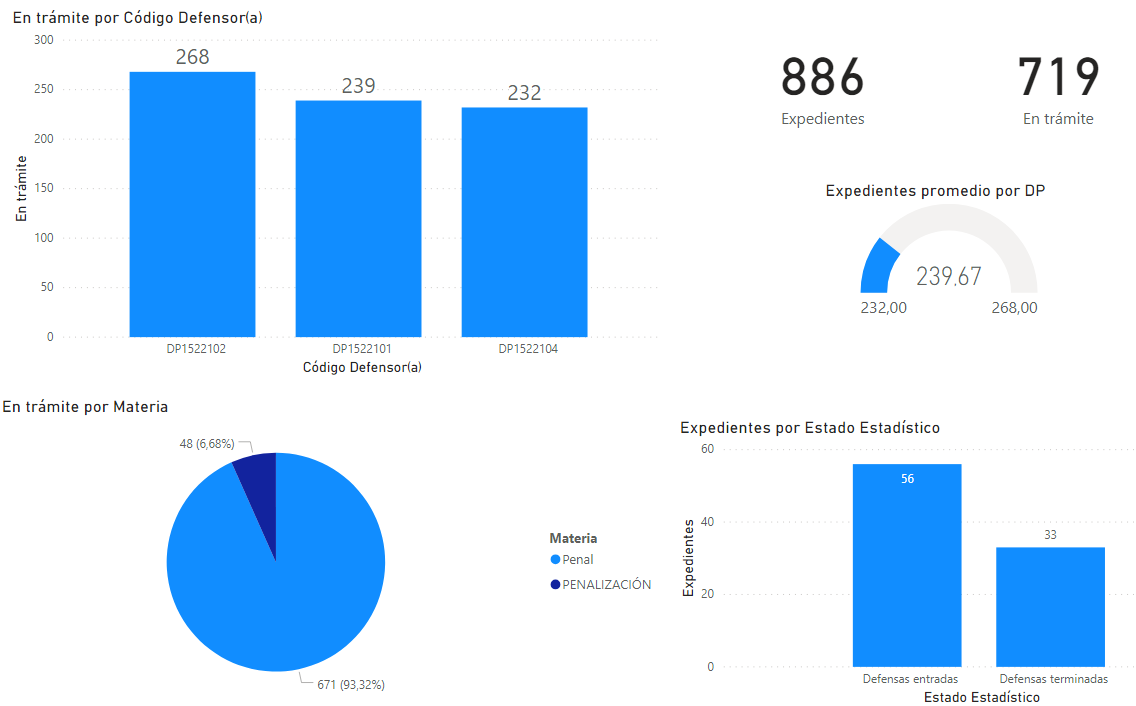 En trámite por Código Defensor(a)
300
250
200
150
100
50
0
En trámite
268
239
232
DP1522102
DP1522101
DP1522104
Código Defensor(a)
886
Expedientes
719
En trámite
Expedientes promedio por DP
239,67
232,00
268,00
En trámite por Materia
48 (6,68%)
671 (93,32%)
Materia
Penal
PENALIZACIÓN
Expedientes por Estado Estadístico
60
40
20
0
Expedientes
56
33
Defensas entradas
Defensas terminadas
Estado Estadístico